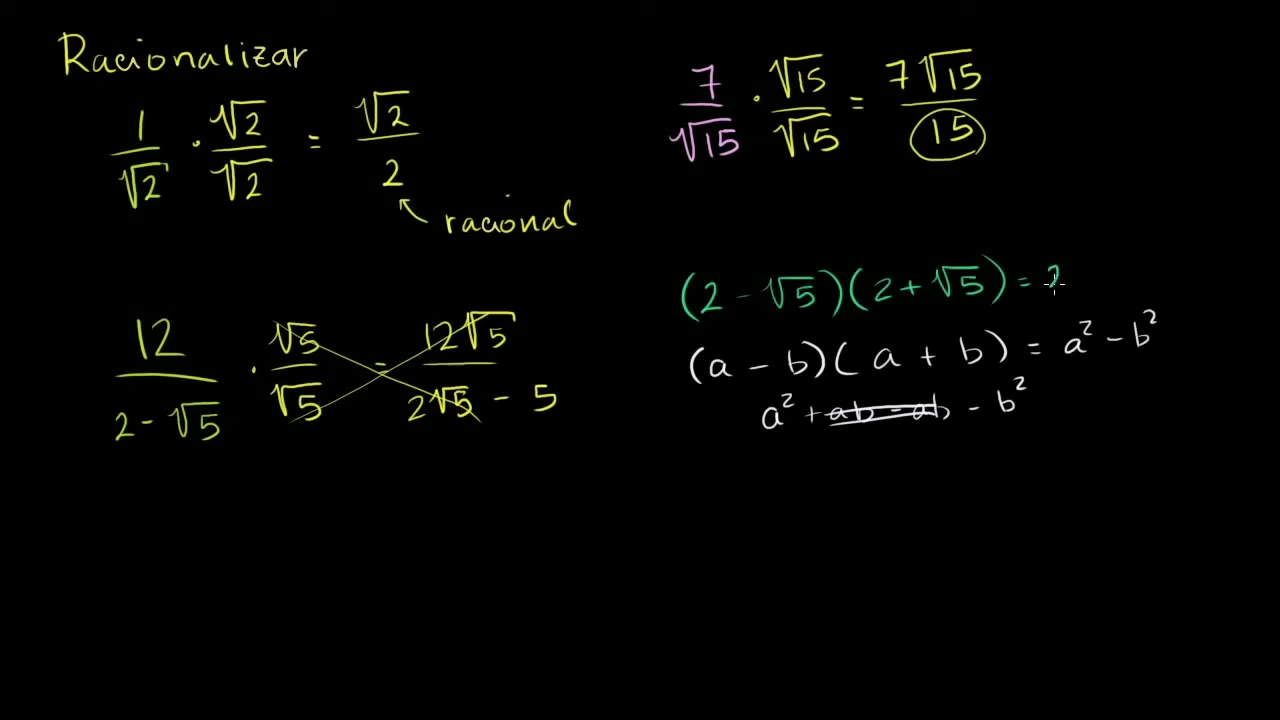 Racionalizar
1/√2 · √2/√2 = √2/2
racional
7/√15 · √15/√15 = 7√15/15
12/(2 - √5) · √5/√5 = 12√5/(2√5 - 5)
(2 - √5)(2 + √5) = 2
(a - b)(a + b) = a² - b²
a² + ab - ab - b²